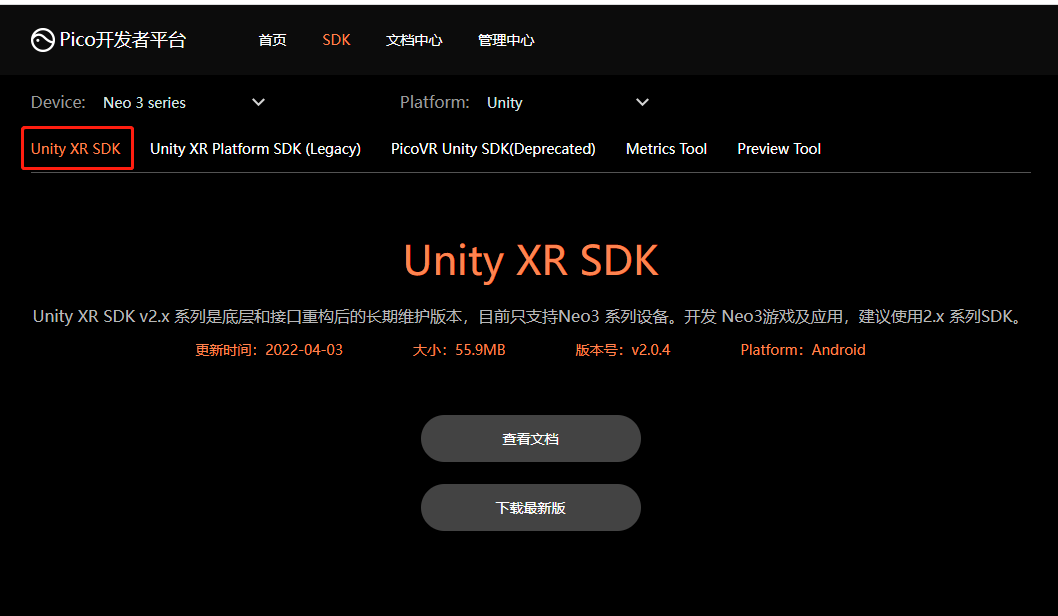 Pico开发者平台 首页 SDK 文档中心 管理中心
Device: Neo 3 series Platform: Unity
Unity XR SDK Unity XR Platform SDK (Legacy) PicoVR Unity SDK(Deprecated) Metrics Tool Preview Tool
Unity XR SDK
Unity XR SDK v2.x 系列是底层和接口重构后的长期维护版本，目前只支持Neo3 系列设备。开发 Neo3游戏及应用，建议使用2.x 系列SDK。
更新时间：2022-04-03 大小：55.9MB 版本号：v2.0.4 Platform：Android
查看文档
下载最新版